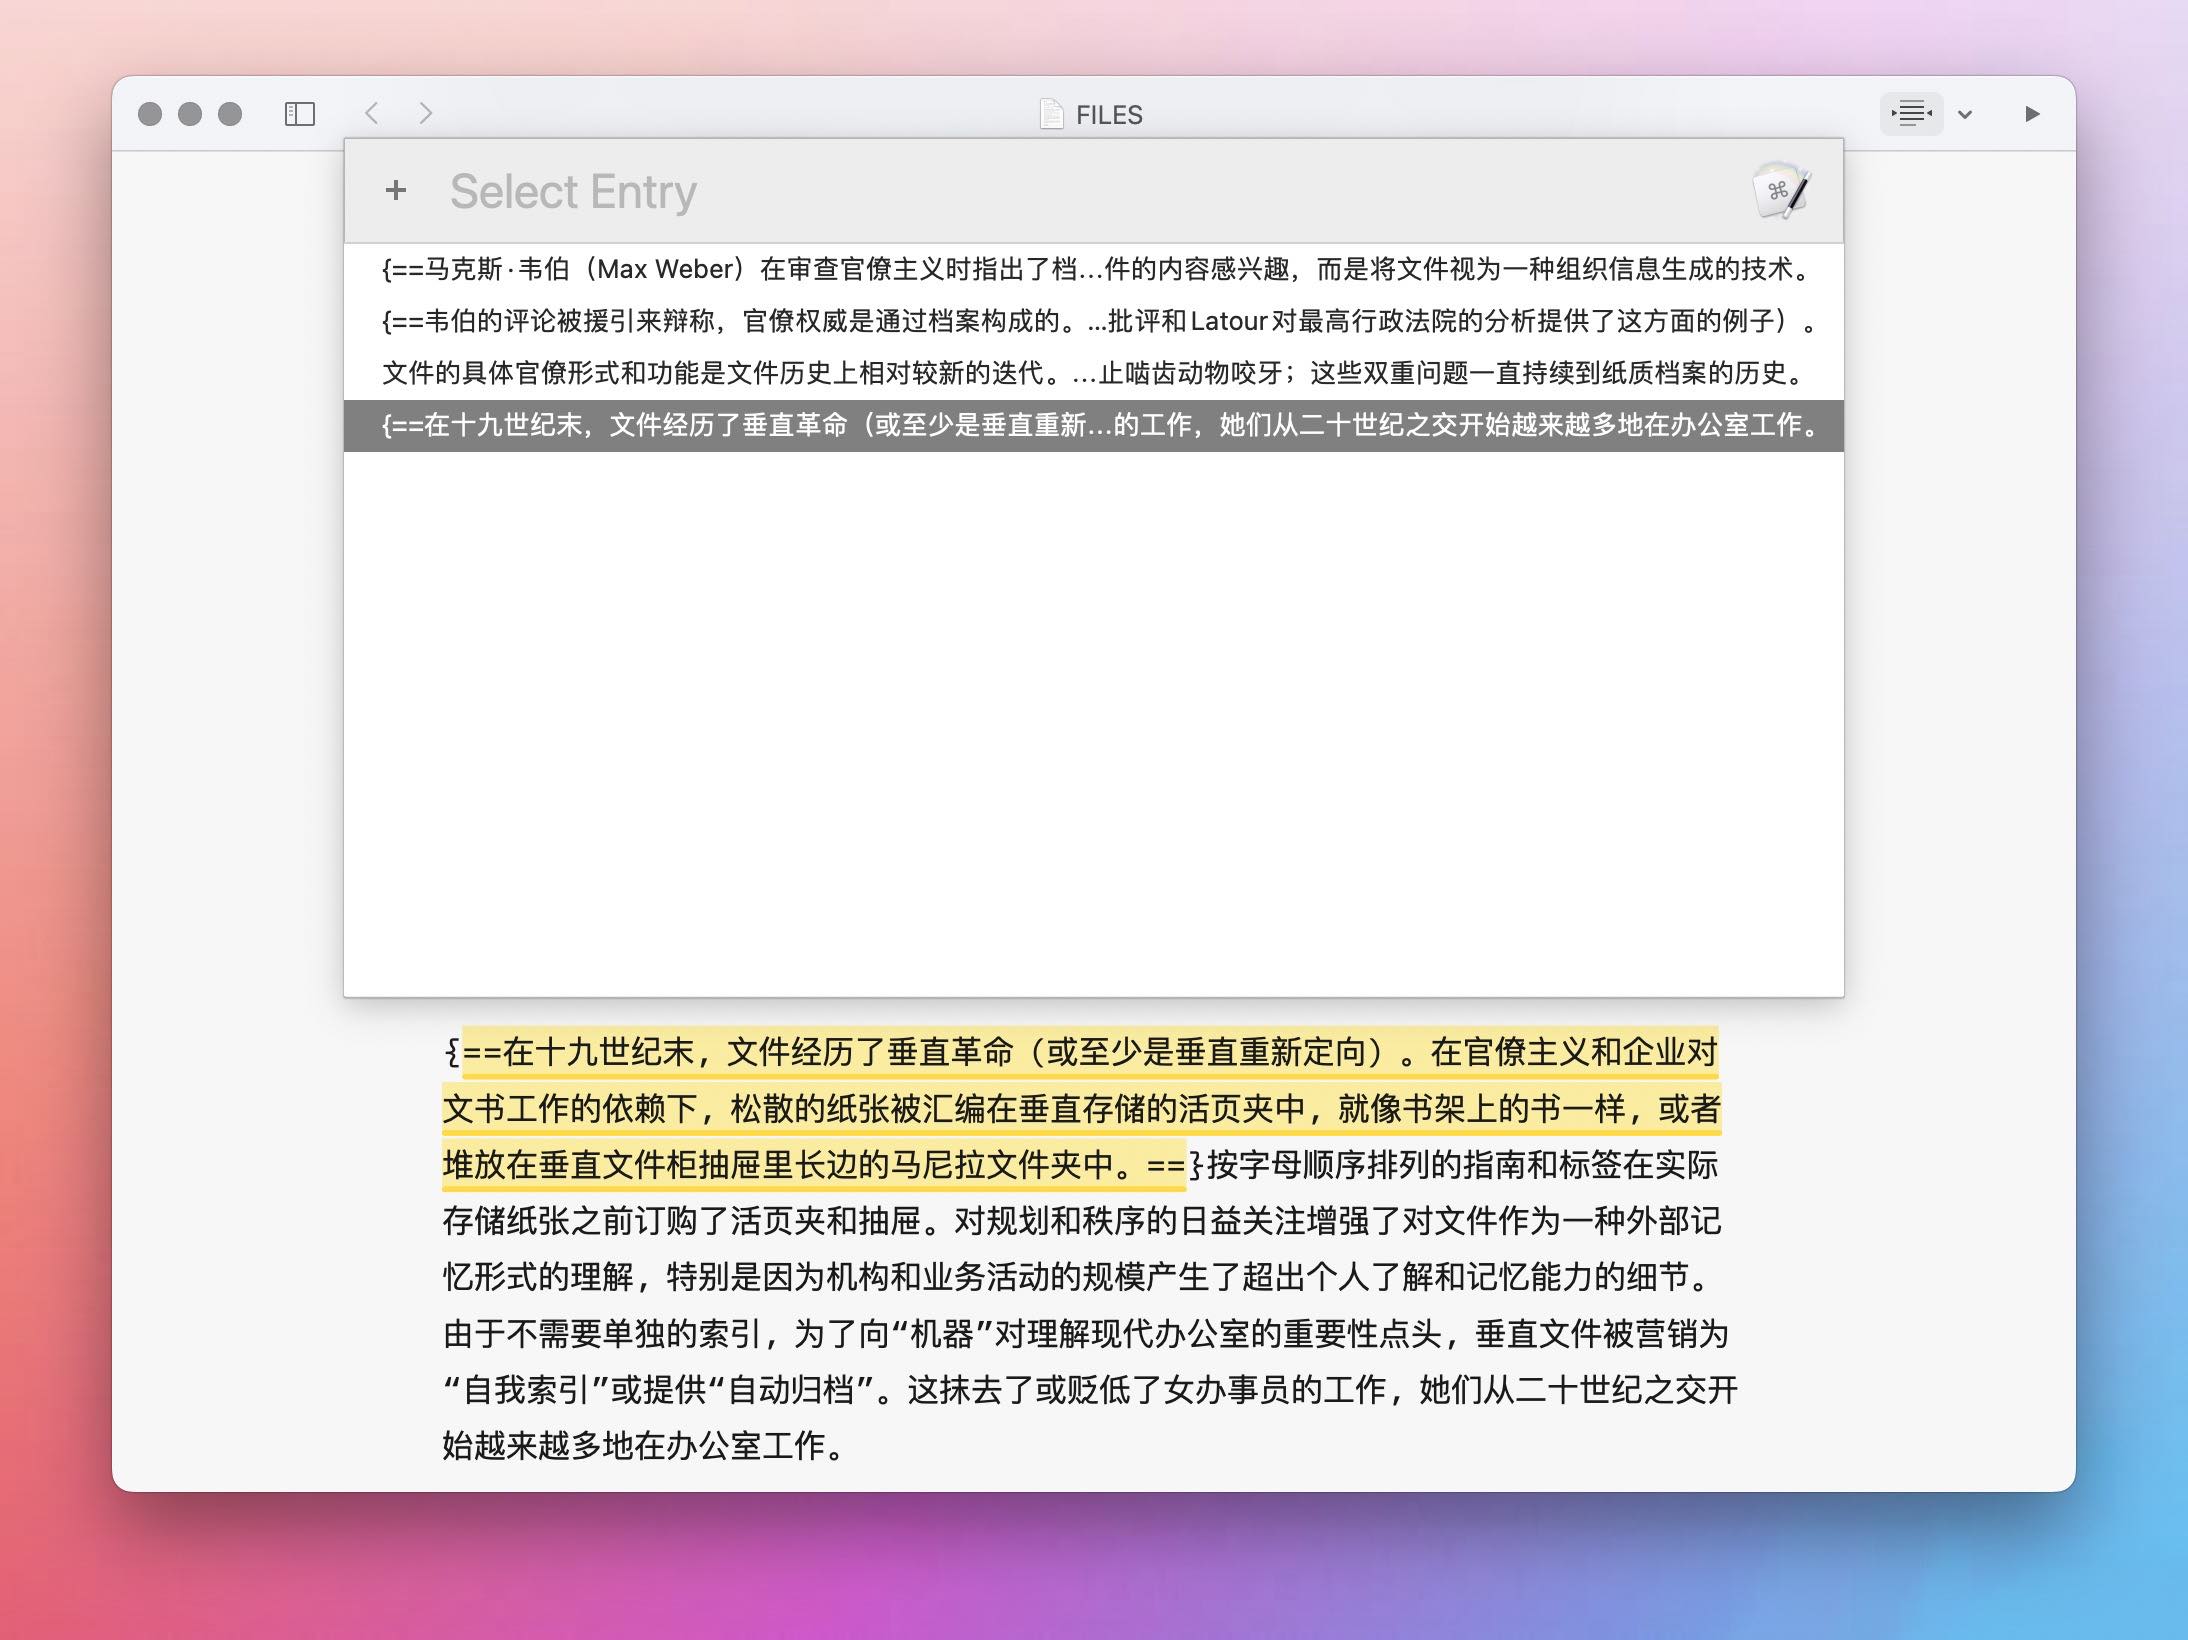 FILES
+ Select Entry
{==马克斯·韦伯（Max Weber）在审查官僚主义时指出了档…件的内容感兴趣，而是将文件视为一种组织信息生成的技术。
{==韦伯的评论被援引来辩称，官僚权威是通过档案构成的。…批评和Latour对最高行政法院的分析提供了这方面的例子）。
文件的具体官僚形式和功能是文件历史上相对较新的迭代。…止啮齿动物咬牙；这些双重问题一直持续到纸质档案的历史。
{==在十九世纪末，文件经历了垂直革命（或至少是垂直重新…的工作，她们从二十世纪之交开始越来越多地在办公室工作。
{==在十九世纪末，文件经历了垂直革命（或至少是垂直重新定向）。在官僚主义和企业对
文书工作的依赖下，松散的纸张被汇编在垂直存储的活页夹中，就像书架上的书一样，或者
堆放在垂直文件柜抽屉里长边的马尼拉文件夹中。==}按字母顺序排列的指南和标签在实际
存储纸张之前订购了活页夹和抽屉。对规划和秩序的日益关注增强了对文件作为一种外部记
忆形式的理解，特别是因为机构和业务活动的规模产生了超出个人了解和记忆能力的细节。
由于不需要单独的索引，为了向“机器”对理解现代办公室的重要性点头，垂直文件被营销为
“自我索引”或提供“自动归档”。这抹去了或贬低了女办事员的工作，她们从二十世纪之交开
始越来越多地在办公室工作。